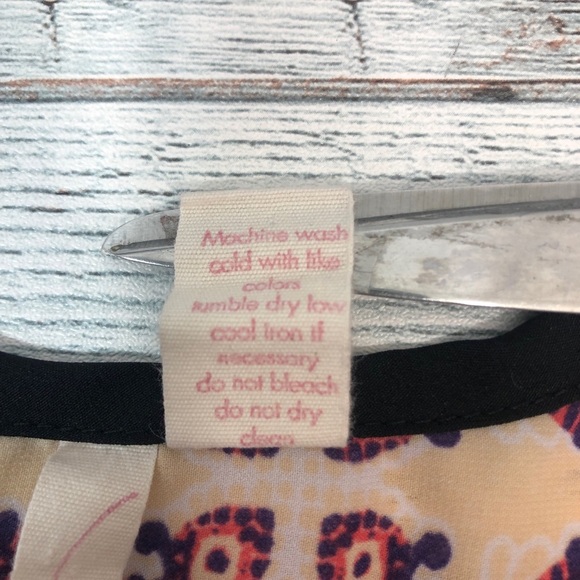 Machine wash
cold with like
colors
tumble dry low
cool iron if
necessary
do not bleach
do not dry
clean